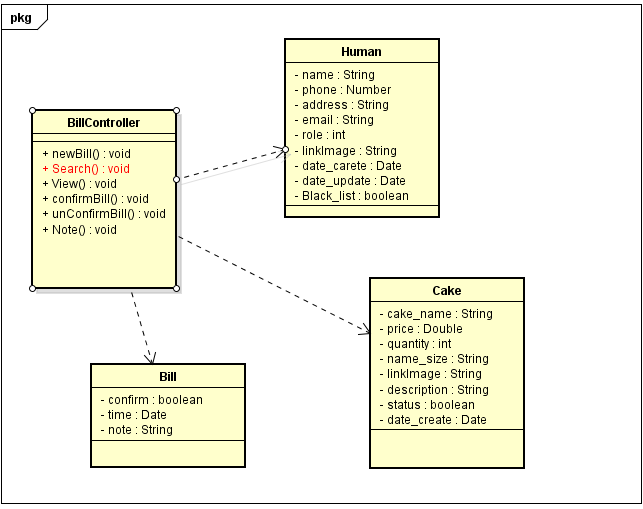 pkg
Human
- name : String
- phone : Number
- address : String
- email : String
- role : int
- linkImage : String
- date_carete : Date
- date_update : Date
- Black_list : boolean
BillController
+ newBill() : void
+ Search() : void
+ View() : void
+ confirmBill() : void
+ unConfirmBill() : void
+ Note() : void
Cake
- cake_name : String
- price : Double
- quantity : int
- name_size : String
- linkImage : String
- description : String
- status : boolean
- date_create : Date
Bill
- confirm : boolean
- time : Date
- note : String